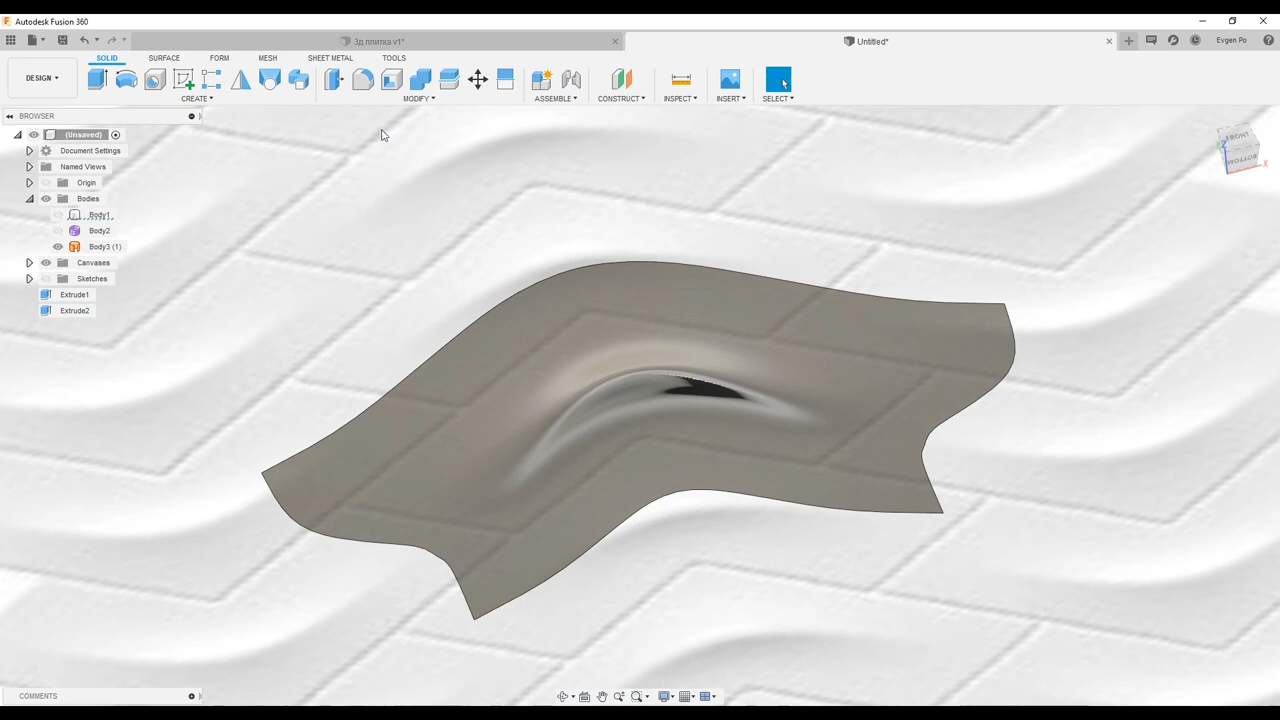 Autodesk Fusion 360
3д плитка v1*
Untitled*
Evgen Po
SOLID SURFACE FORM MESH SHEET METAL TOOLS
DESIGN
CREATE MODIFY ASSEMBLE CONSTRUCT INSPECT INSERT SELECT
BROWSER
(Unsaved)
Document Settings
Named Views
Origin
Bodies
Body1
Body2
Body3 (1)
Canvases
Sketches
Extrude1
Extrude2
FRONT
BOTTOM
Z
X
COMMENTS